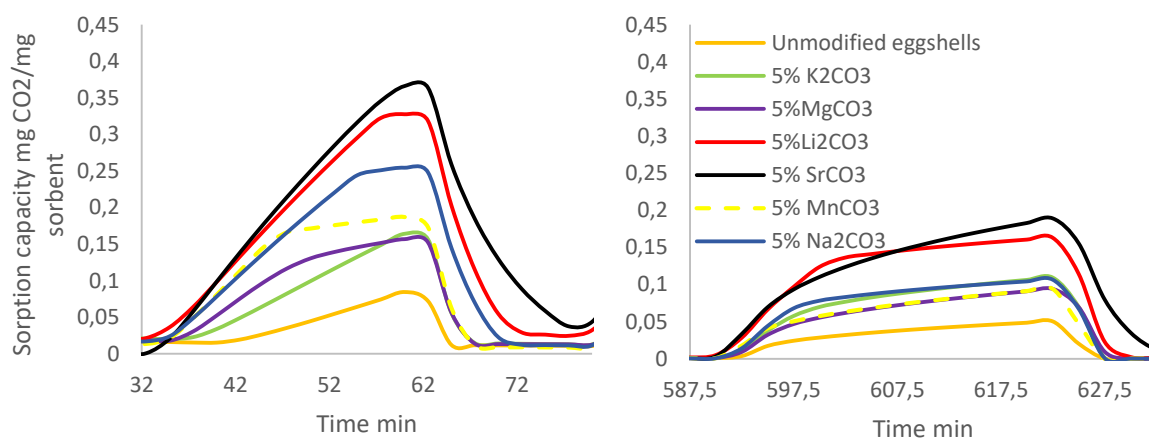 Sorption capacity mg CO2/mg
sorbent
0,45
0,4
0,35
0,3
0,25
0,2
0,15
0,1
0,05
0
32
42
52
62
72
Time min
0,45
0,4
0,35
0,3
0,25
0,2
0,15
0,1
0,05
0
Unmodified eggshells
5% K2CO3
5%MgCO3
5%Li2CO3
5% SrCO3
5% MnCO3
5% Na2CO3
587,5
597,5
607,5
617,5
627,5
Time min